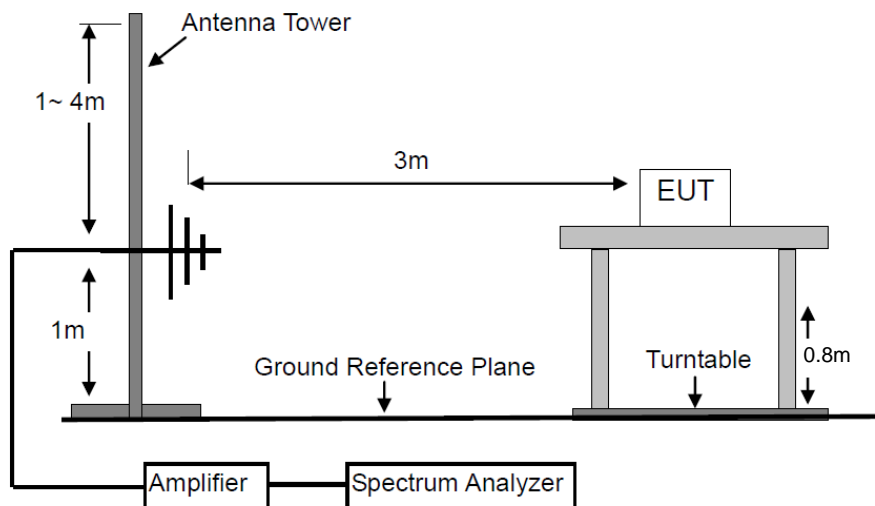 Antenna Tower
1~ 4m
3m
EUT
1m
0.8m
Ground Reference Plane
Turntable
Amplifier
Spectrum Analyzer